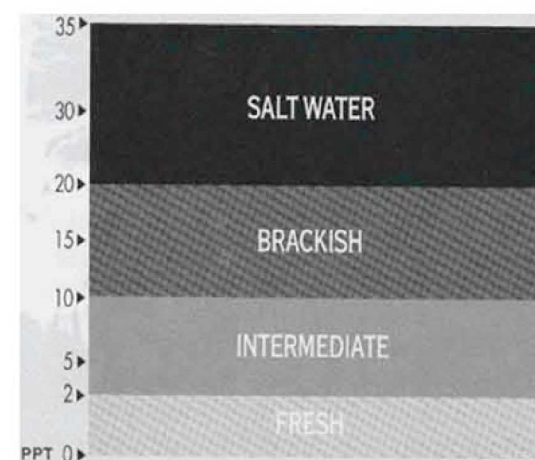 35
SALT WATER
30
20
BRACKISH
15
10
INTERMEDIATE
5
2
FRESH
PPT 0